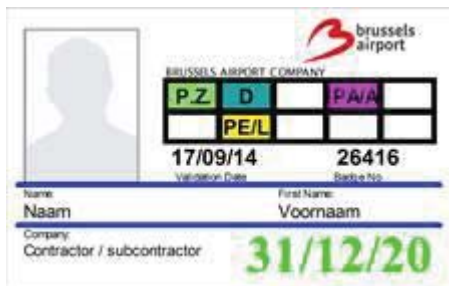 brussels
airport
BRUSSELS AIRPORT COMPANY
P.Z D PA/A
PE/L
17/09/14 26416
Validation Date Badge No
Name: First Name:
Naam Voornaam
Company:
Contractor / subcontractor
31/12/20